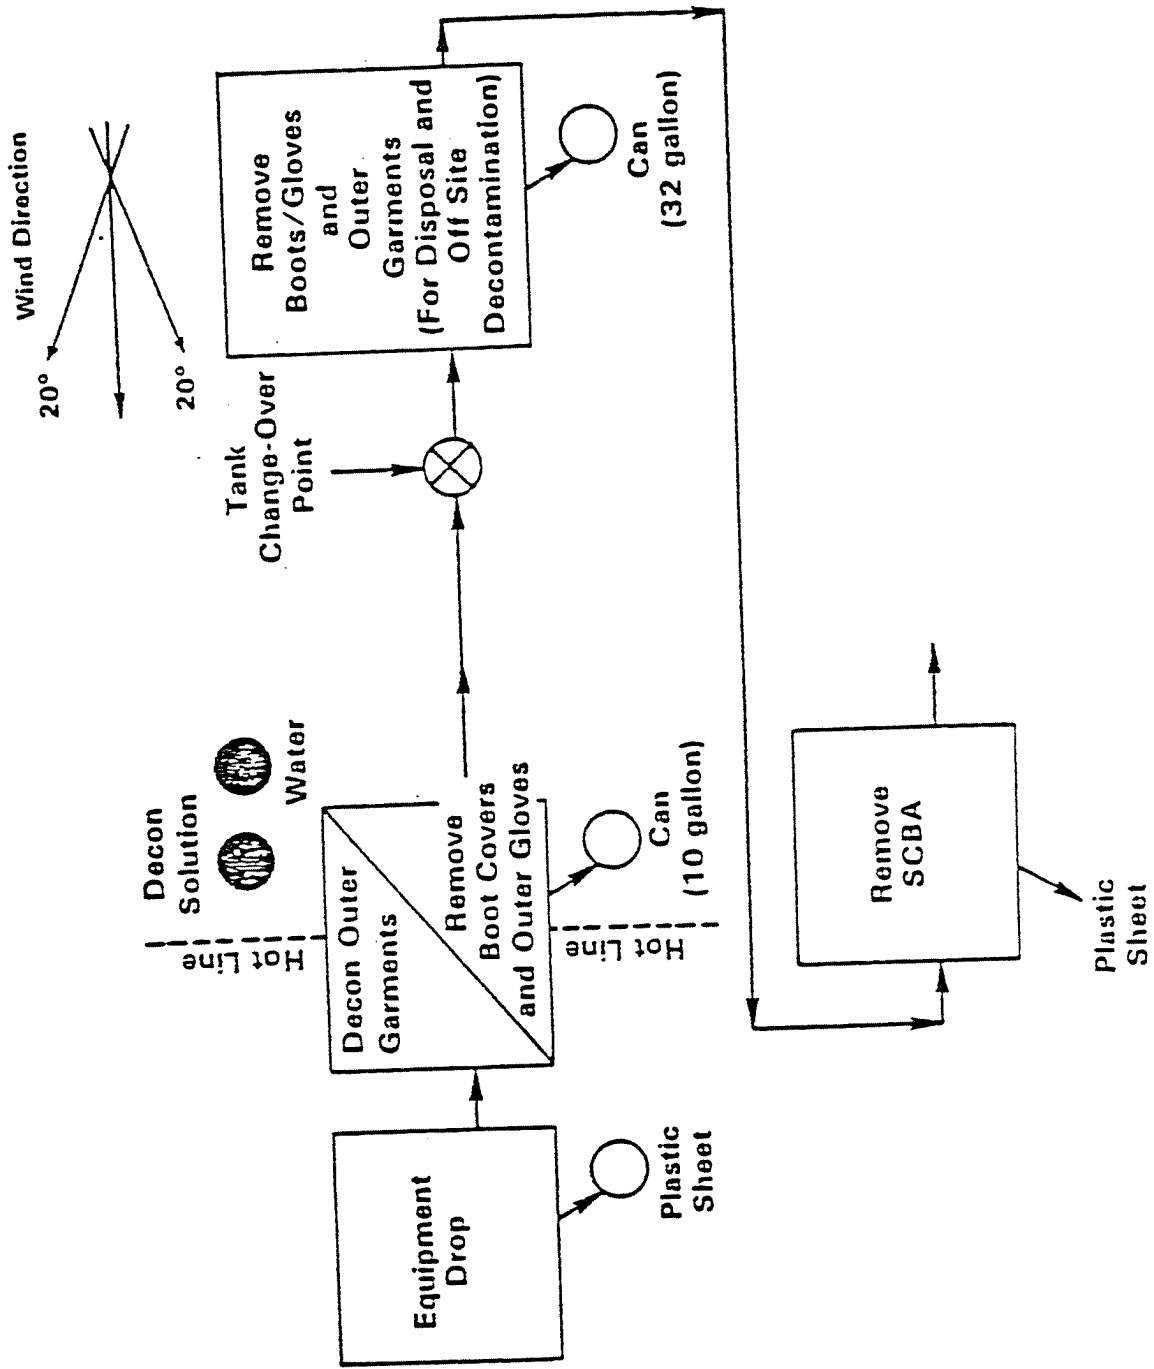 Wind Direction
20°
20°
Tank
Change-Over
Point
Remove
Boots/Gloves
and
Outer
Garments
(For Disposal and
Off Site
Decontamination)
Can
(32 gallon)
Decon
Solution
Water
Hot Line
Decon Outer
Garments
Remove
Boot Covers
and Outer Gloves
Hot Line
Can
(10 gallon)
Equipment
Drop
Plastic
Sheet
Remove
SCBA
Plastic
Sheet